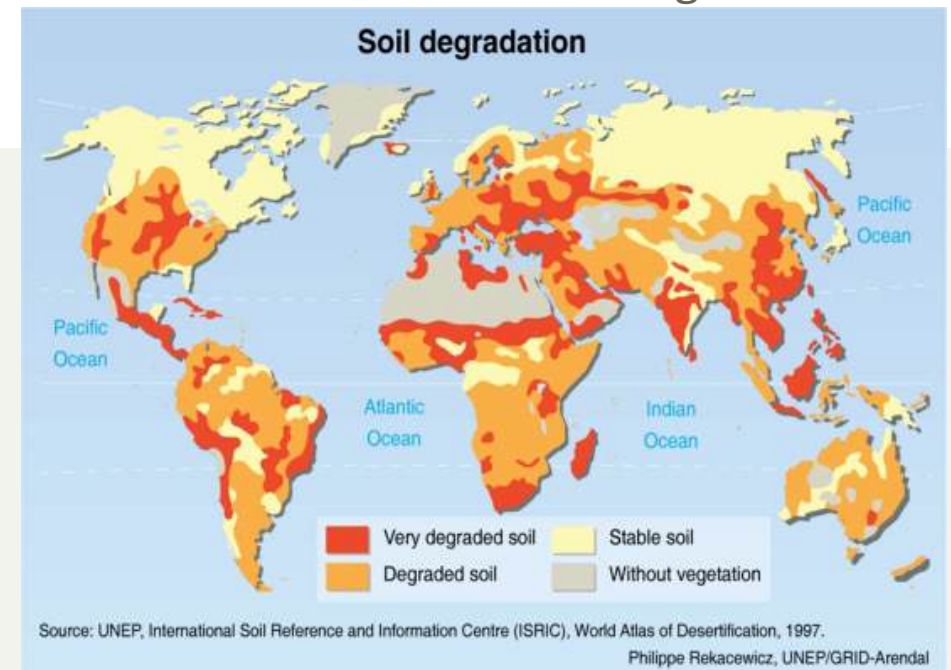 Soil degradation
Pacific
Ocean
Pacific
Ocean
Atlantic
Ocean
Indian
Ocean
Very degraded soil
Stable soil
Degraded soil
Without vegetation
Source: UNEP, International Soil Reference and Information Centre (ISRIC), World Atlas of Desertification, 1997.
Philippe Rekacewicz, UNEP/GRID-Arendal